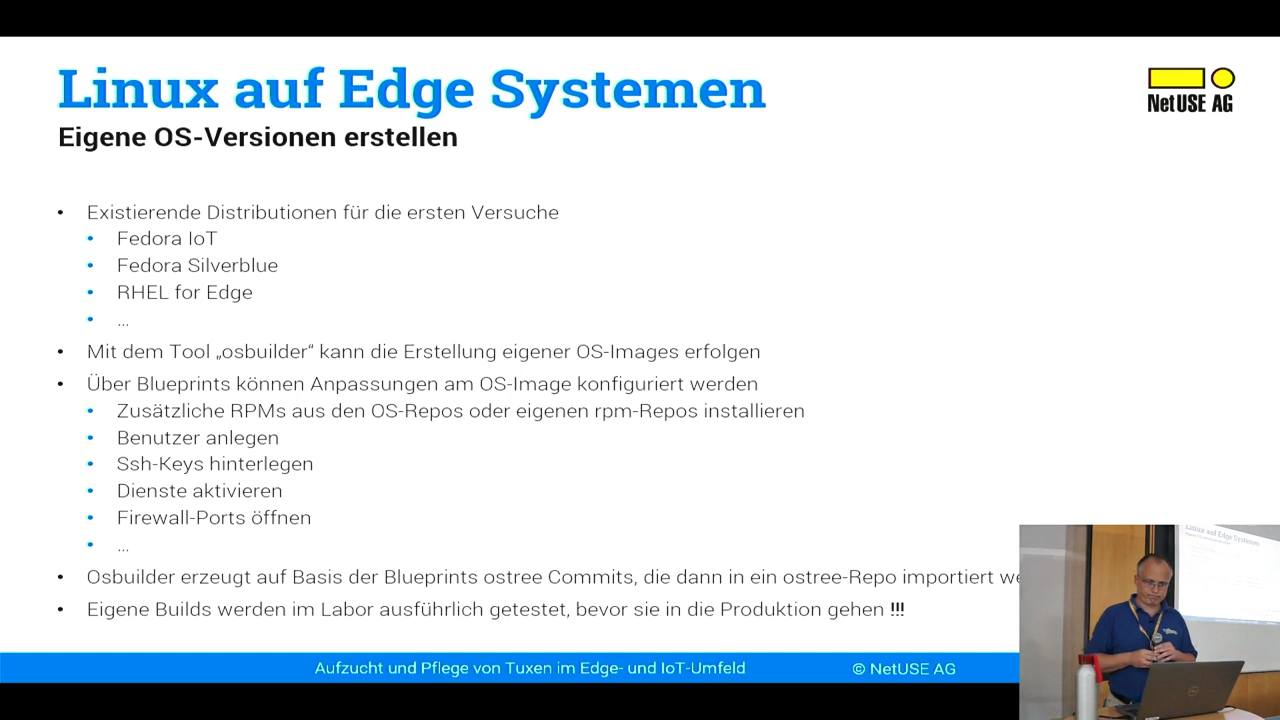 Linux auf Edge Systemen
NetUSE AG
Eigene OS-Versionen erstellen
• Existierende Distributionen für die ersten Versuche
• Fedora IoT
• Fedora Silverblue
• RHEL for Edge
• ...
• Mit dem Tool „osbuilder“ kann die Erstellung eigener OS-Images erfolgen
• Über Blueprints können Anpassungen am OS-Image konfiguriert werden
• Zusätzliche RPMs aus den OS-Repos oder eigenen rpm-Repos installieren
• Benutzer anlegen
• Ssh-Keys hinterlegen
• Dienste aktivieren
• Firewall-Ports öffnen
• ...
• Osbuilder erzeugt auf Basis der Blueprints ostree Commits, die dann in ein ostree-Repo importiert
• Eigene Builds werden im Labor ausführlich getestet, bevor sie in die Produktion gehen !!!
Linux auf Edge Systemen
Aufzucht und Pflege von Tuxen im Edge- und IoT-Umfeld © NetUSE AG